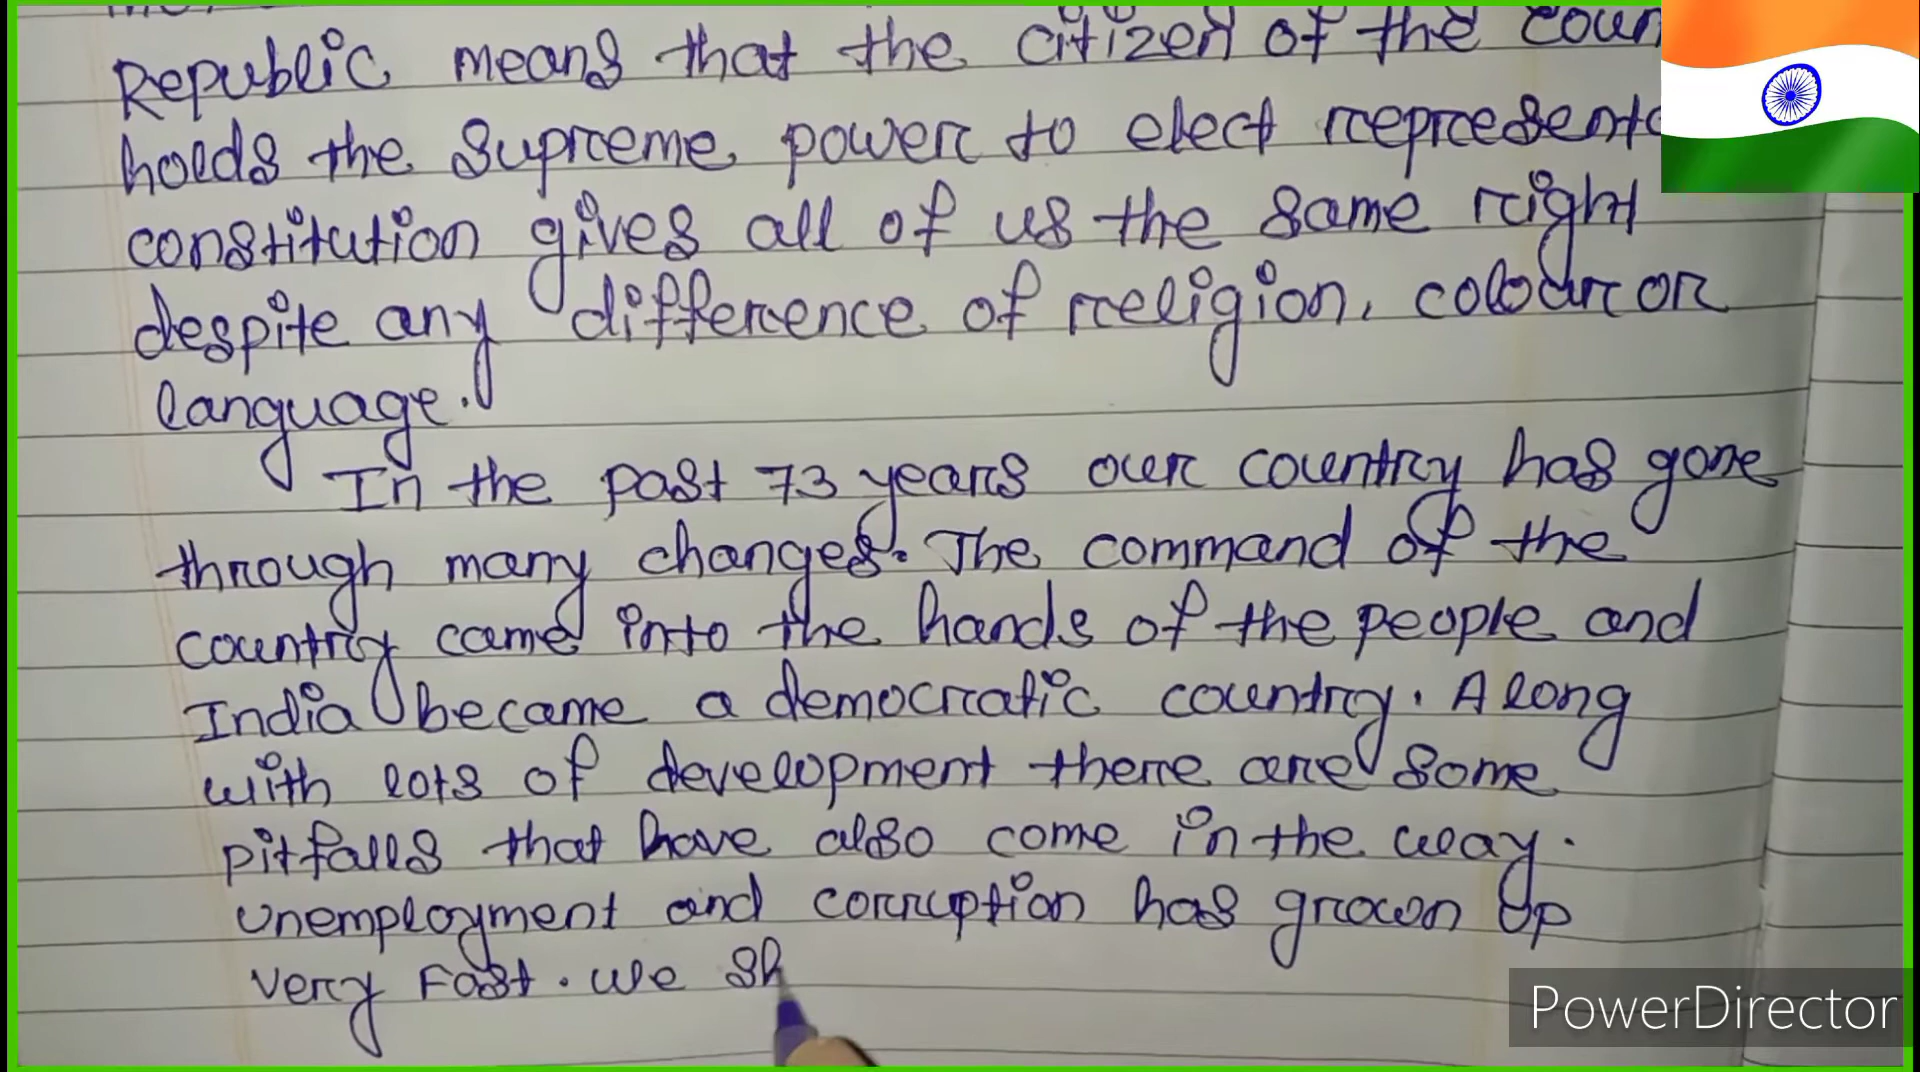 Republic means that the citizen of the coun
holds the supreme power to elect representa
constitution gives all of us the same right
despite any difference of religion, colour or
language.
In the past 73 years our country has gone
through many changes. The command of the
country came into the hands of the people and
India became a democratic country. Along
with lots of development there are some
pitfalls that have also come in the way.
Unemployment and corruption has grown up
very Fast. We sh
PowerDirector